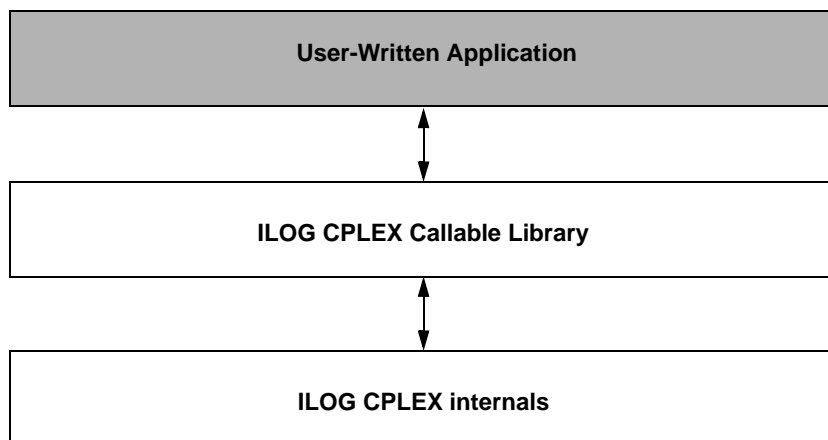 User-Written Application
ILOG CPLEX Callable Library
ILOG CPLEX internals